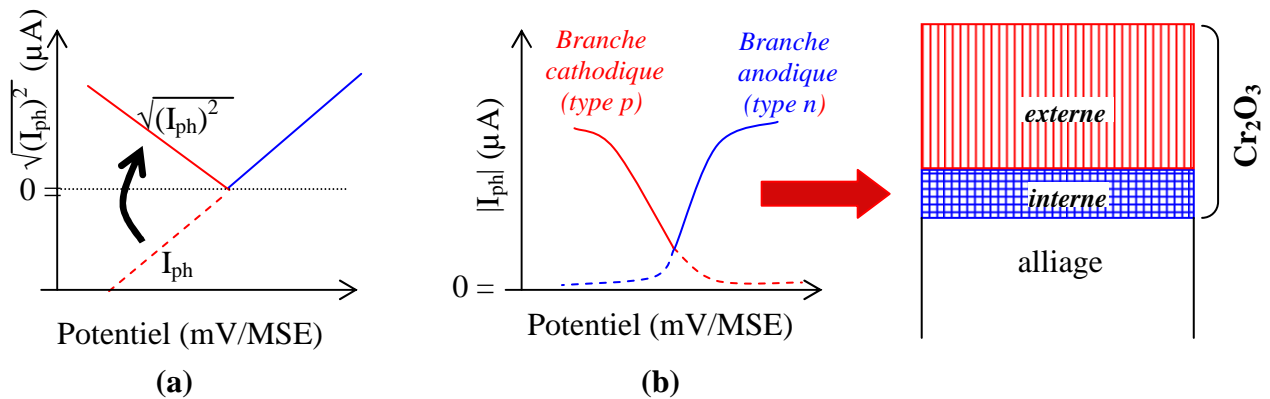 √(Iph)² (µA)
√(Iph)²
0 =
Iph
Potentiel (mV/MSE)
(a)
|Iph| (µA)
Branche
cathodique
(type p)
Branche
anodique
(type n)
0 =
Potentiel (mV/MSE)
(b)
externe
interne
alliage
Cr₂O₃